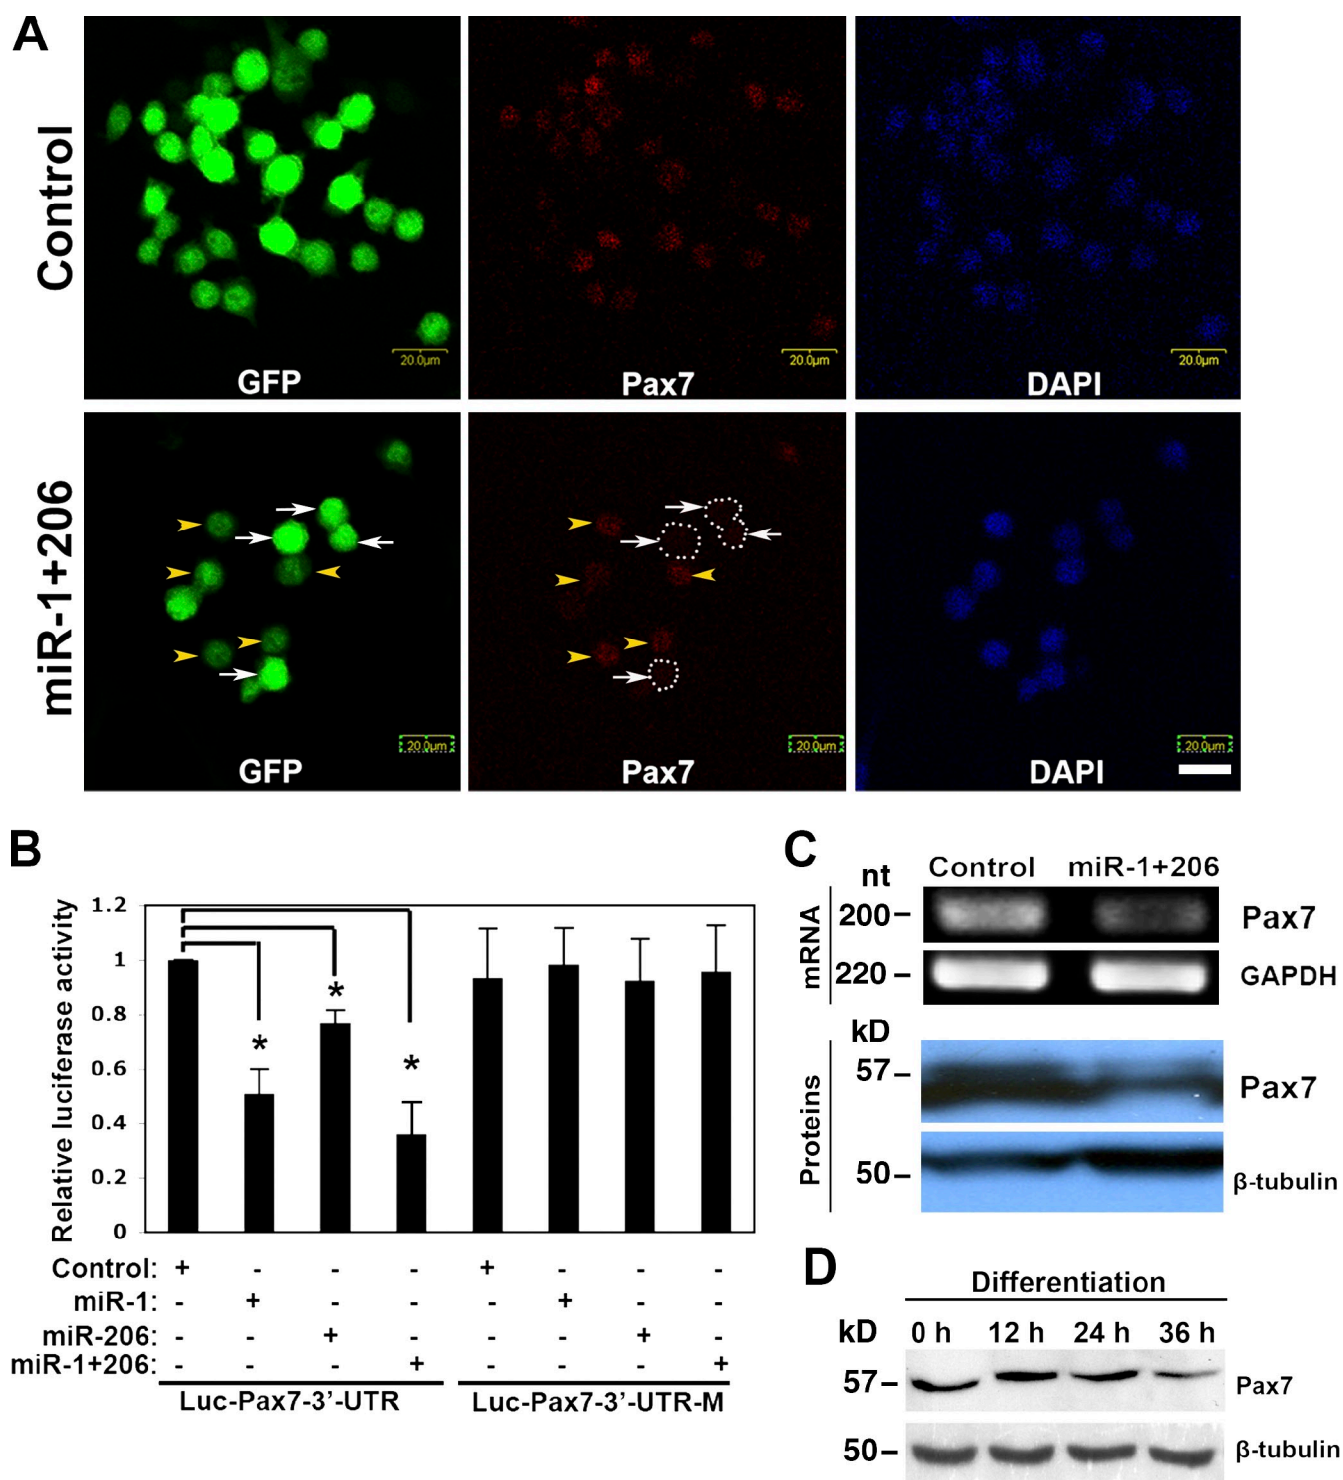 A
Control
20.0µm
20.0µm
20.0µm
GFP
Pax7
DAPI
miR-1+206
20.0µm
20.0µm
20.0µm
GFP
Pax7
DAPI
B
Relative luciferase activity
1.2
1
0.8
0.6
0.4
0.2
0
* * *
Control: + - - - + - - -
miR-1: - + - - - + - -
miR-206: - - + - - - + -
miR-1+206: - - - + - - - +
Luc-Pax7-3’-UTR
Luc-Pax7-3’-UTR-M
C
nt Control miR-1+206
mRNA
200 Pax7
220 GAPDH
kD
Proteins
57 Pax7
50 β-tubulin
D
Differentiation
kD 0 h 12 h 24 h 36 h
57 Pax7
50 β-tubulin